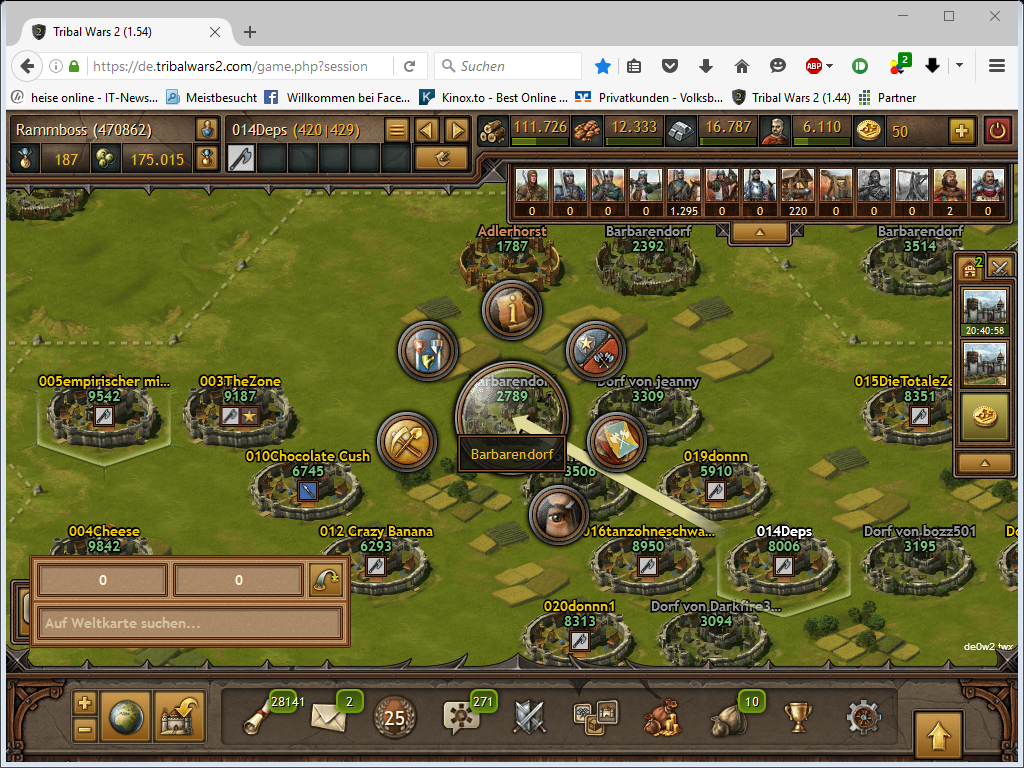 Tribal Wars 2 (1.54)
https://de.tribalwars2.com/game.php?session
Suchen
ABP
2
heise online - IT-News...
Meistbesucht
Willkommen bei Face...
Kinox.to - Best Online ...
Privatkunden - Volksb...
Tribal Wars 2 (1.44)
Partner
Rammboss (470862)
014Deps (420|429)
111.726
12.333
16.787
6.110
50
187
175.015
0 0 0 0 1.295 0 0 220 0 0 0 2 0
Adlerhorst
1787
Barbarendorf
2392
Barbarendorf
3514
2
20:40:58
005empirischer mi...
9542
003TheZone
9187
Barbarendorf
2789
Dorf von jeanny
3309
015DieTotaleZe
8351
Barbarendorf
010Chocolate Cush
6745
3506
019donnn
5910
004Cheese
9842
012 Crazy Banana
6293
016tanzohneschwa...
8950
014Deps
8006
Dorf von bozz501
3195
0
0
Auf Weltkarte suchen...
020donnn1
8313
Dorf von Darkfire3...
3094
de0w2 twx
28141
2
25
271
10